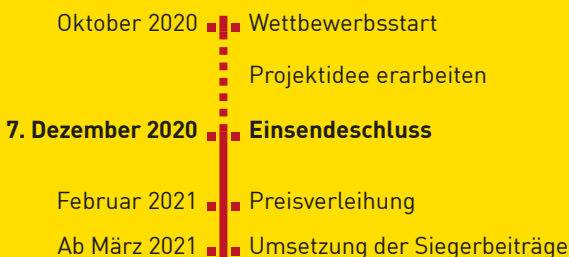 Oktober 2020 Wettbewerbsstart
Projektidee erarbeiten
7. Dezember 2020 Einsendeschluss
Februar 2021 Preisverleihung
Ab März 2021 Umsetzung der Siegerbeiträge